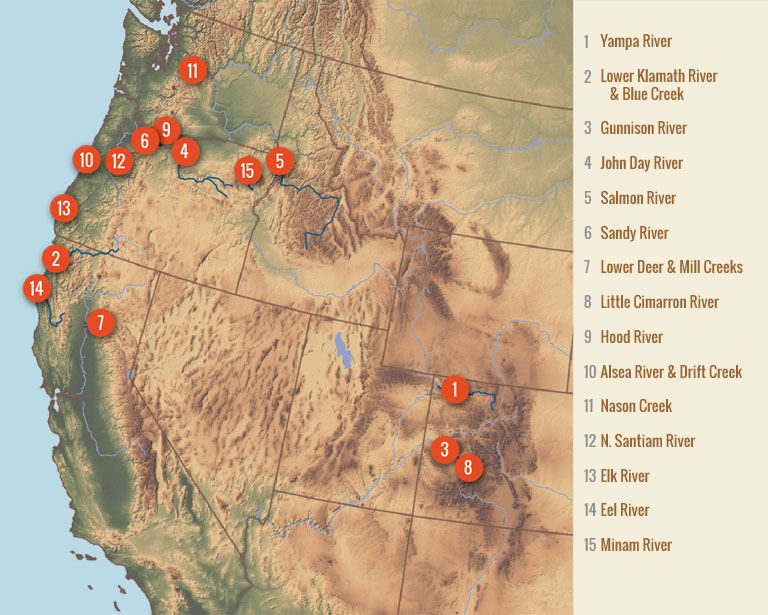 11
9
6
4
10
12
5
15
13
2
14
7
1
3
8
1 Yampa River
2 Lower Klamath River
& Blue Creek
3 Gunnison River
4 John Day River
5 Salmon River
6 Sandy River
7 Lower Deer & Mill Creeks
8 Little Cimarron River
9 Hood River
10 Alsea River & Drift Creek
11 Nason Creek
12 N. Santiam River
13 Elk River
14 Eel River
15 Minam River